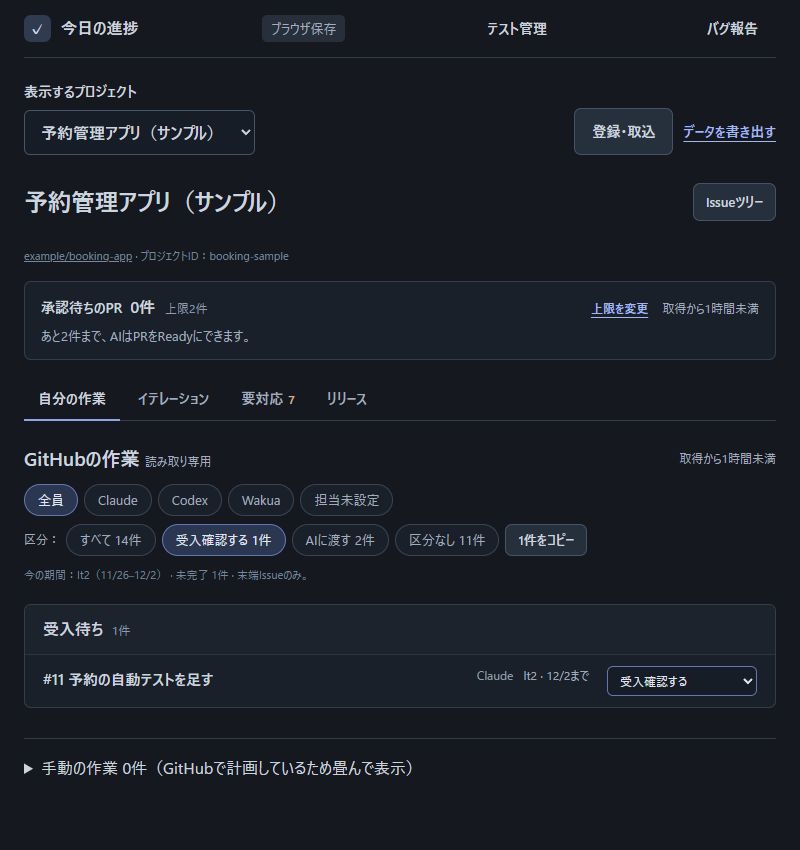 ✓ 今日の進捗 ブラウザ保存 テスト管理 バグ報告
表示するプロジェクト
予約管理アプリ（サンプル） 登録・取込 データを書き出す
予約管理アプリ（サンプル） Issueツリー
example/booking-app · プロジェクトID：booking-sample
承認待ちのPR 0件 上限2件 上限を変更 取得から1時間未満
あと2件まで、AIはPRをReadyにできます。
自分の作業 イテレーション 要対応 7 リリース
GitHubの作業 読み取り専用 取得から1時間未満
全員 Claude Codex Wakua 担当未設定
区分： すべて 14件 受入確認する 1件 AIに渡す 2件 区分なし 11件 1件をコピー
今の期間：It2（11/26–12/2） · 未完了 1件 · 末端Issueのみ。
受入待ち 1件
#11 予約の自動テストを足す Claude It2 · 12/2まで 受入確認する
▶ 手動の作業 0件（GitHubで計画しているため畳んで表示）